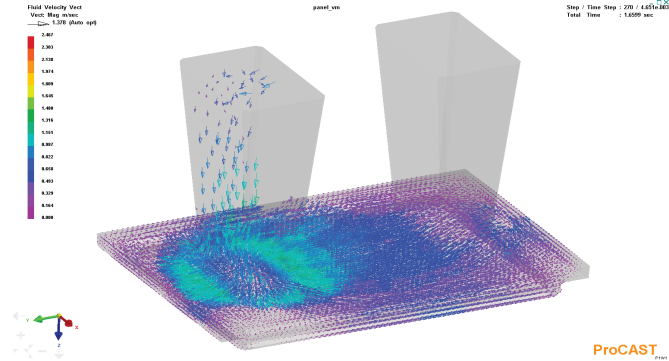 Fluid Velocity Vect
Vect: Mag m/sec
1.378 (Auto opt)
panel_vm
Step / Time Step : 270 / 4.651e-003
Total Time : 1.6599 sec
2.467
2.303
2.138
1.974
1.809
1.645
1.480
1.316
1.151
0.987
0.822
0.658
0.493
0.329
0.164
0.000
Y
X
Z
ProCAST